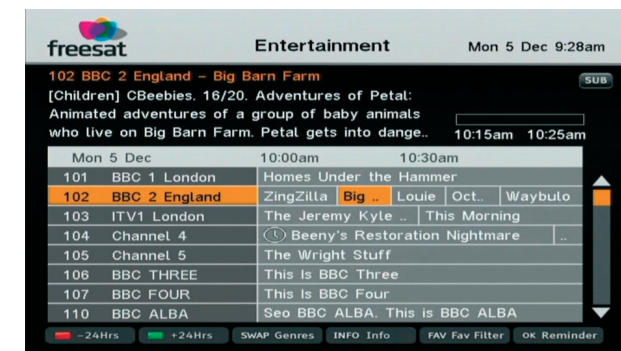 freesat Entertainment Mon 5 Dec 9:28am
102 BBC 2 England – Big Barn Farm
SUB
[Children] CBeebies. 16/20. Adventures of Petal:
Animated adventures of a group of baby animals
who live on Big Barn Farm. Petal gets into dange.. 10:15am 10:25am
Mon 5 Dec 10:00am 10:30am
101 BBC 1 London Homes Under the Hammer
102 BBC 2 England ZingZilla Big .. Louie Oct.. Waybulo
103 ITV1 London The Jeremy Kyle .. This Morning
104 Channel 4 Beeny's Restoration Nightmare ..
105 Channel 5 The Wright Stuff
106 BBC THREE This Is BBC Three
107 BBC FOUR This Is BBC Four
110 BBC ALBA Seo BBC ALBA. This is BBC ALBA
-24Hrs +24Hrs SWAP Genres INFO Info FAV Fav Filter OK Reminder